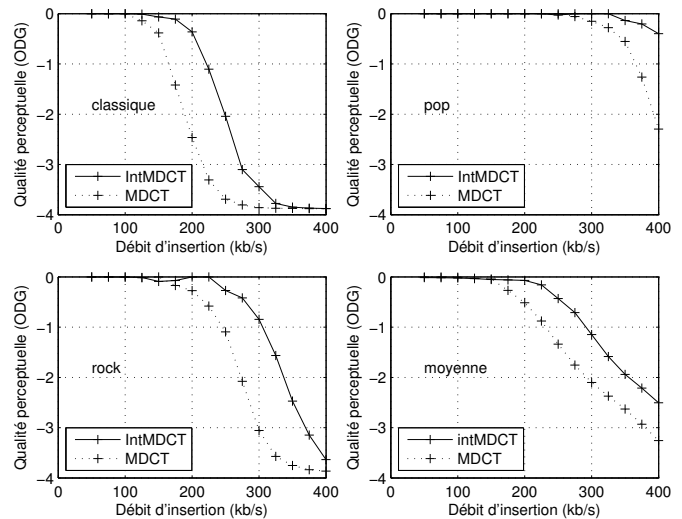 0
−1
−2
−3
−4
Qualité perceptuelle (ODG)
classique
IntMDCT
MDCT
0 100 200 300 400
Débit d'insertion (kb/s)
0
−1
−2
−3
−4
Qualité perceptuelle (ODG)
pop
IntMDCT
MDCT
0 100 200 300 400
Débit d'insertion (kb/s)
0
−1
−2
−3
−4
Qualité perceptuelle (ODG)
rock
IntMDCT
MDCT
0 100 200 300 400
Débit d'insertion (kb/s)
0
−1
−2
−3
−4
Qualité perceptuelle (ODG)
moyenne
intMDCT
MDCT
0 100 200 300 400
Débit d'insertion (kb/s)